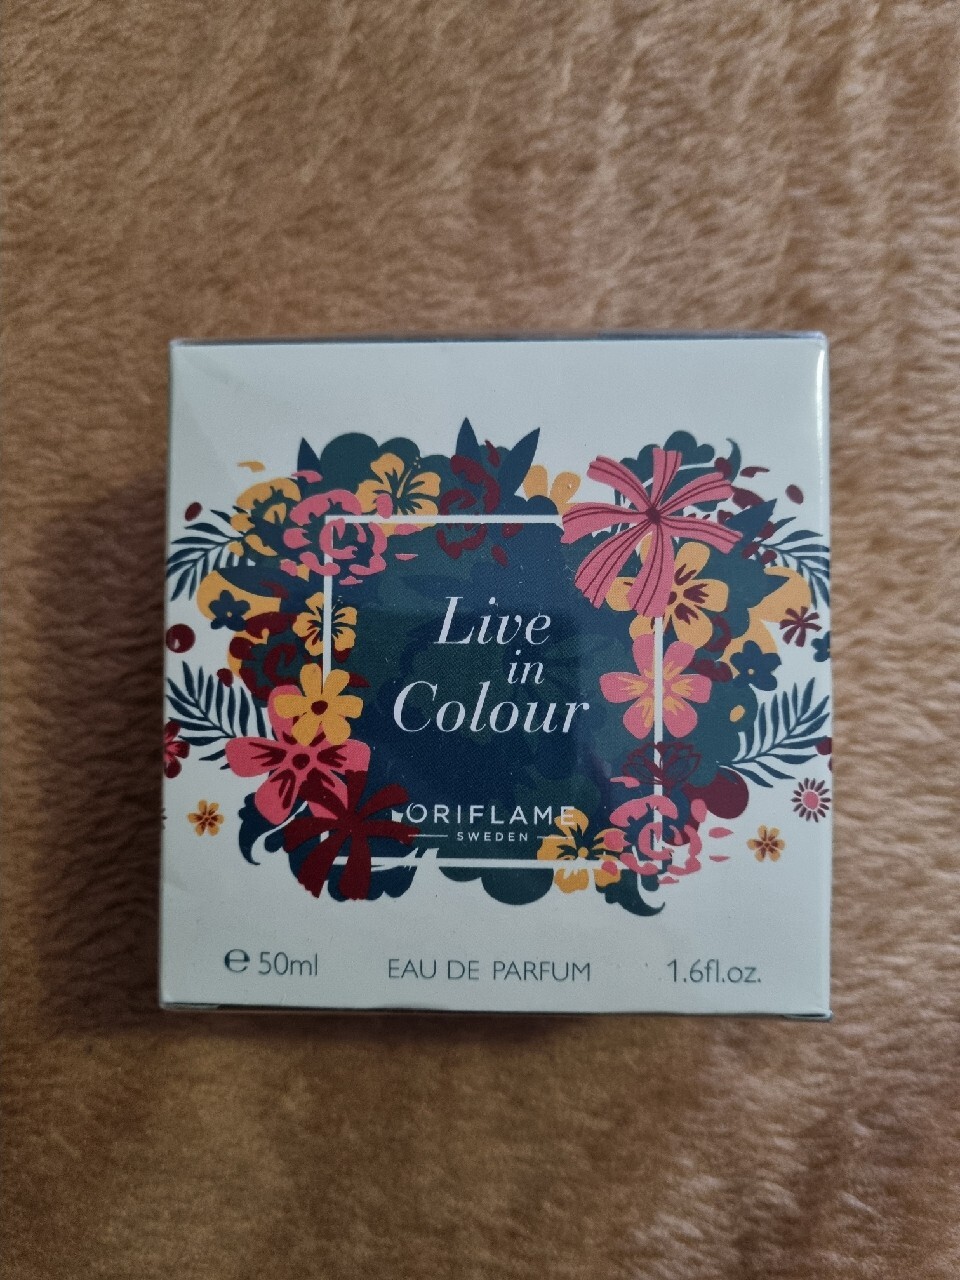 Live
in
Colour
ORIFLAME
SWEDEN
℮ 50ml EAU DE PARFUM 1.6fl.oz.